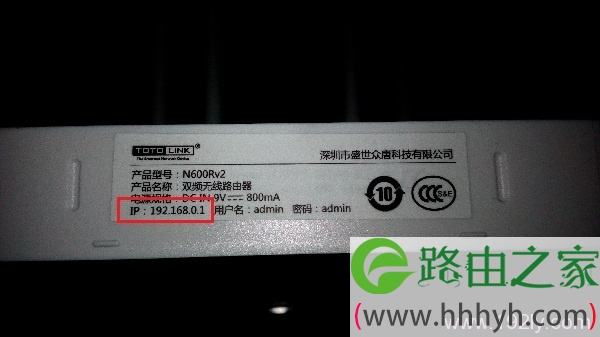 TOTO LINK
The Smartest Network Device
深圳市盛世众唐科技有限公司
产品型号：N600Rv2
产品名称：双频无线路由器
电源规格：DC IN 9V 800mA
IP：192.168.0.1 用户名：admin 密码：admin
10
CCC S&E
路由之家
(www.hhhyh.com)